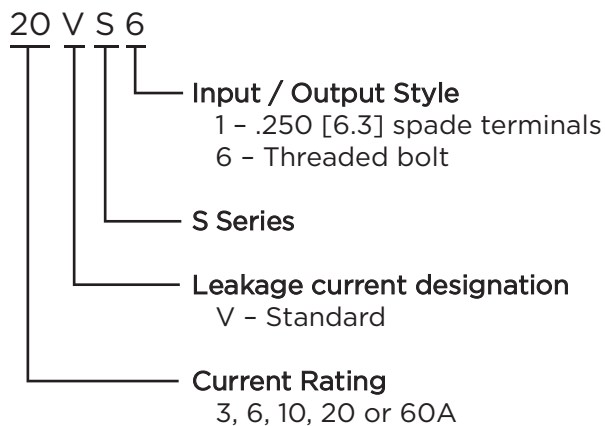 20 V S 6
Input / Output Style
1 – .250 [6.3] spade terminals
6 – Threaded bolt
S Series
Leakage current designation
V – Standard
Current Rating
3, 6, 10, 20 or 60A